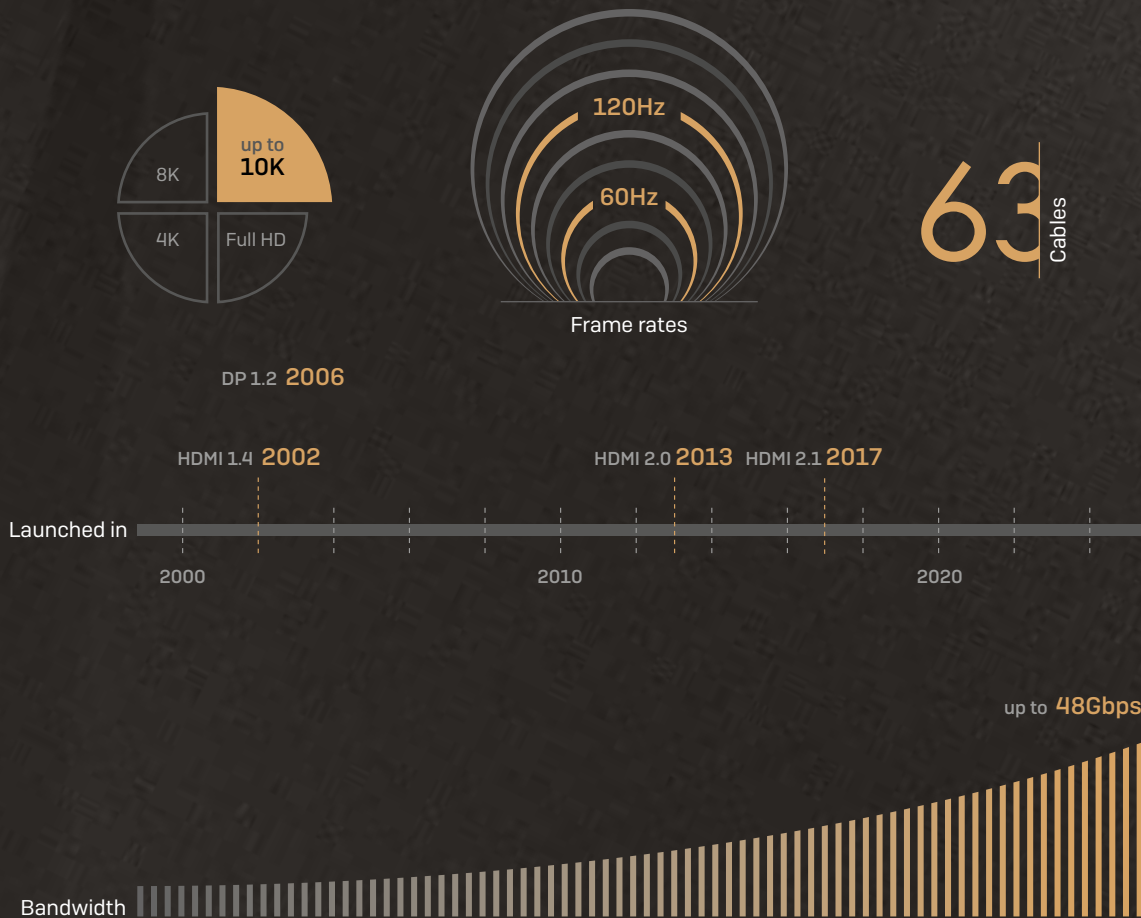 up to
10K
8K
4K
Full HD
120Hz
60Hz
Frame rates
63
Cables
DP 1.2 2006
HDMI 1.4 2002
HDMI 2.0 2013
HDMI 2.1 2017
Launched in
2000
2010
2020
up to 48Gbps
Bandwidth